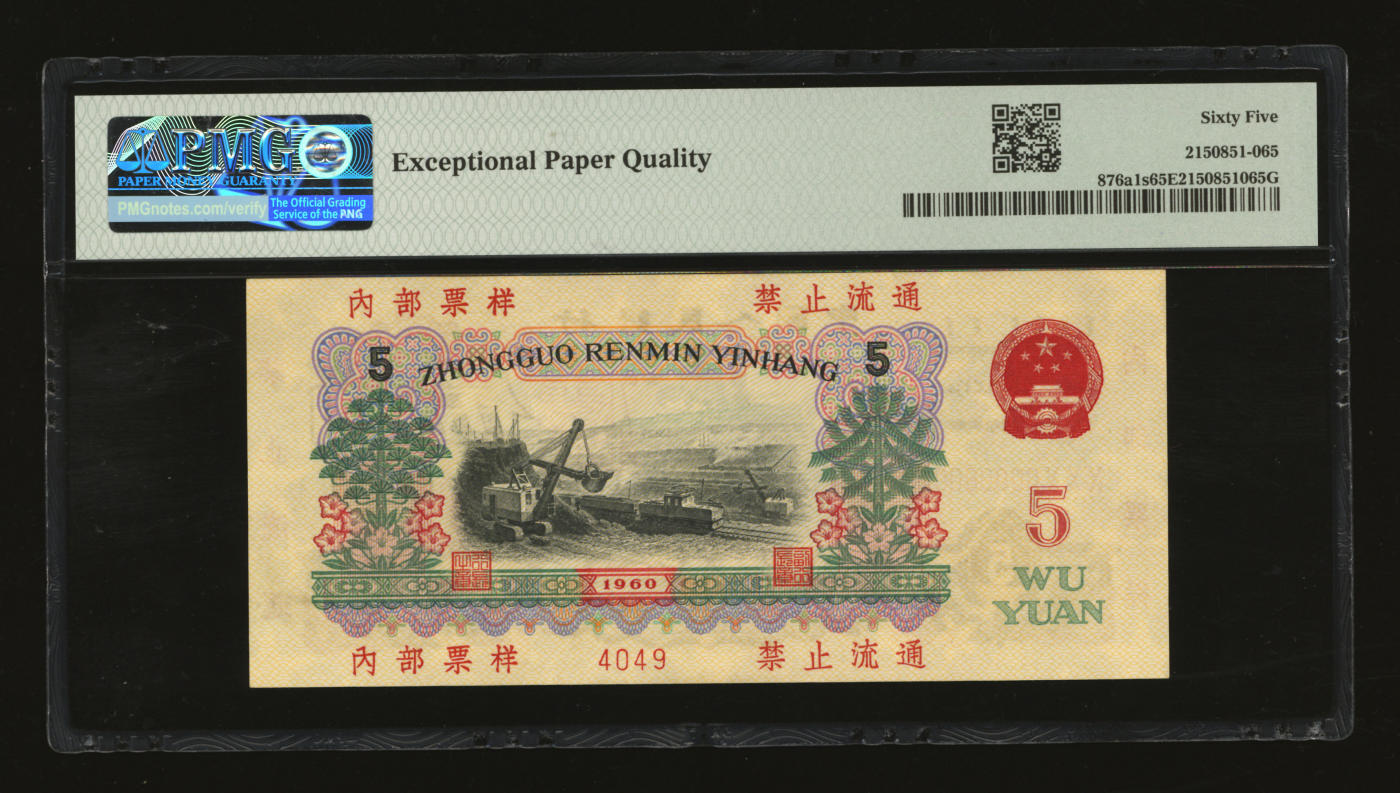 PMG
PAPER MONEY GUARANTY
PMGnotes.com/verify
The Official Grading
Service of the PNG
Exceptional Paper Quality
Sixty Five
2150851-065
876a1s65E2150851065G
內部票样 禁止流通
5 ZHONGGUO RENMIN YINHANG 5
5
WU
YUAN
1960
內部票样 4049 禁止流通